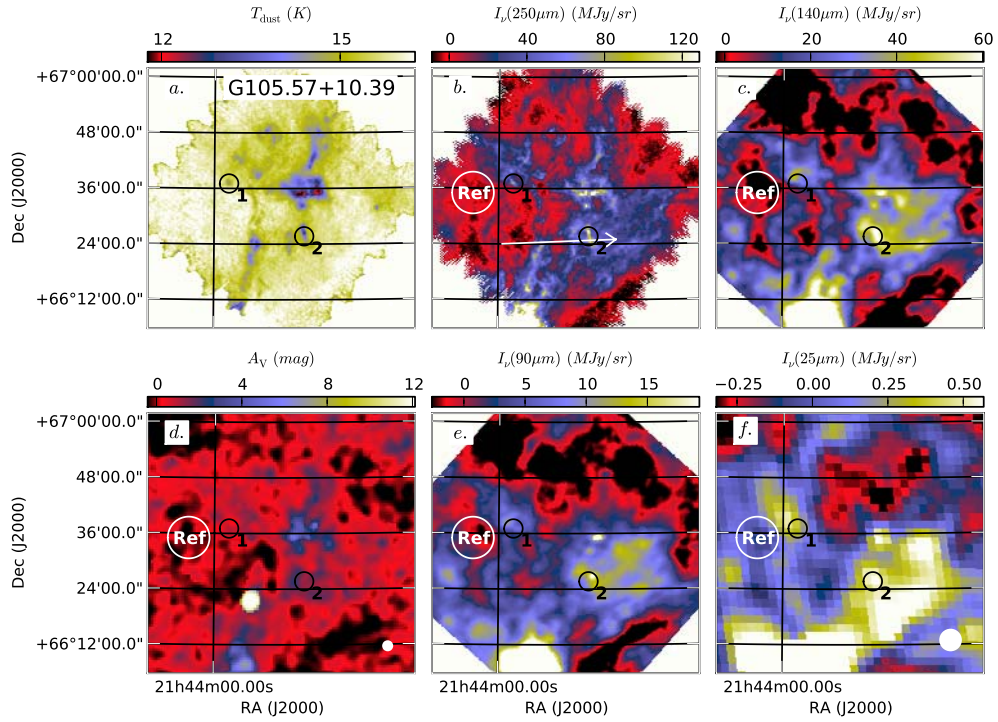 T_dust (K)
I_ν(250μm) (MJy/sr)
I_ν(140μm) (MJy/sr)
12 15
0 40 80 120
0 20 40 60
a. G105.57+10.39
b.
c.
+67°00'00.0"
48'00.0"
36'00.0"
24'00.0"
+66°12'00.0"
Dec (J2000)
1
2
Ref
1
2
Ref
1
2
A_V (mag)
I_ν(90μm) (MJy/sr)
I_ν(25μm) (MJy/sr)
0 4 8 12
0 5 10 15
−0.25 0.00 0.25 0.50
d.
e.
f.
+67°00'00.0"
48'00.0"
36'00.0"
24'00.0"
+66°12'00.0"
Dec (J2000)
Ref
1
2
Ref
1
2
Ref
1
2
21h44m00.00s
21h44m00.00s
RA (J2000)
RA (J2000)
RA (J2000)